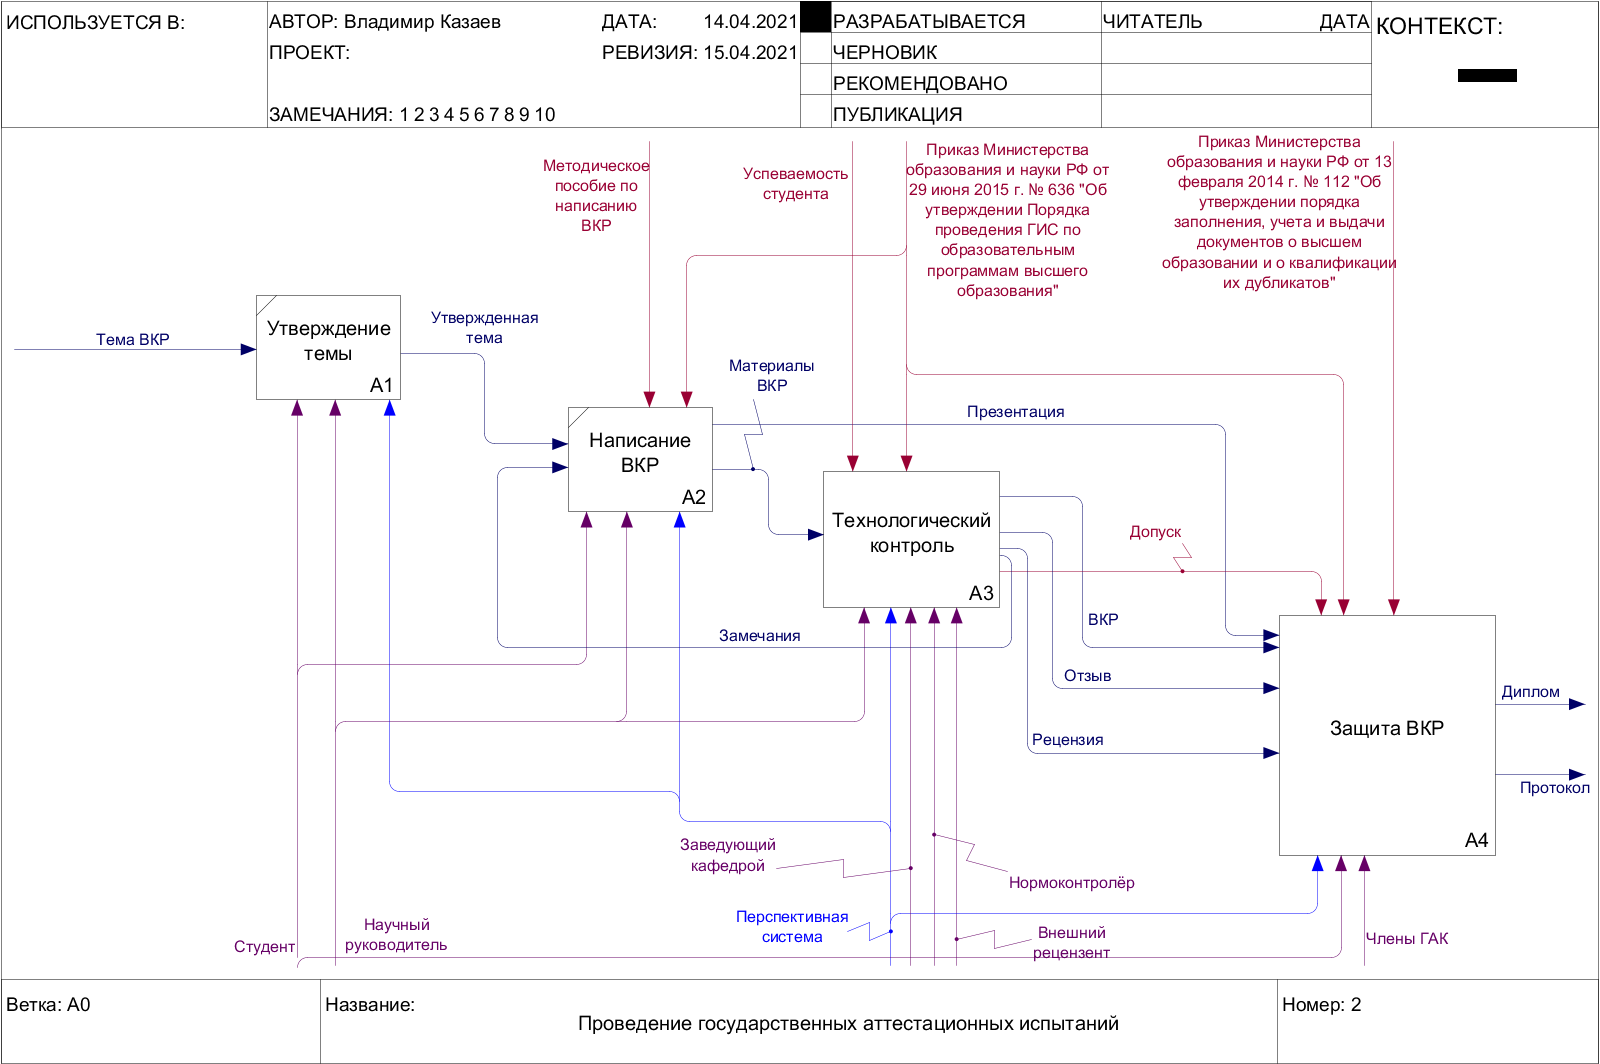 ИСПОЛЬЗУЕТСЯ В:
АВТОР: Владимир Казаев
ДАТА: 14.04.2021
ПРОЕКТ:
РЕВИЗИЯ: 15.04.2021
ЗАМЕЧАНИЯ: 1 2 3 4 5 6 7 8 9 10
РАЗРАБАТЫВАЕТСЯ
ЧЕРНОВИК
РЕКОМЕНДОВАНО
ПУБЛИКАЦИЯ
ЧИТАТЕЛЬ
ДАТА
КОНТЕКСТ:
Методическое
пособие по
написанию
ВКР
Успеваемость
студента
Приказ Министерства
образования и науки РФ от
29 июня 2015 г. № 636 "Об
утверждении Порядка
проведения ГИС по
образовательным
программам высшего
образования"
Приказ Министерства
образования и науки РФ от 13
февраля 2014 г. № 112 "Об
утверждении порядка
заполнения, учета и выдачи
документов о высшем
образовании и о квалификации
их дубликатов"
Тема ВКР
Утверждение
темы
A1
Утвержденная
тема
Материалы
ВКР
Написание
ВКР
A2
Презентация
Технологический
контроль
A3
Допуск
Замечания
ВКР
Отзыв
Рецензия
Защита ВКР
A4
Диплом
Протокол
Заведующий
кафедрой
Нормоконтролёр
Перспективная
система
Внешний
рецензент
Члены ГАК
Студент
Научный
руководитель
Ветка: A0
Название:
Проведение государственных аттестационных испытаний
Номер: 2